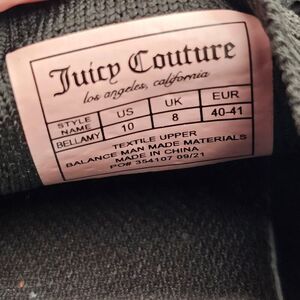 Juicy Couture
los angeles, california
STYLE NAME US UK EUR
BELLAMY 10 8 40-41
TEXTILE UPPER
BALANCE MAN MADE MATERIALS
MADE IN CHINA
PO# 354107 09/21